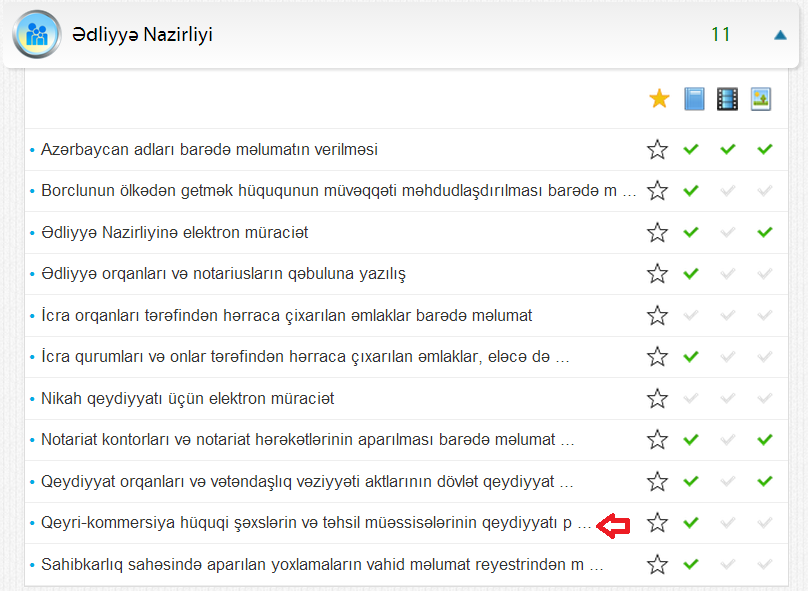 Ədliyyə Nazirliyi 11
Azərbaycan adları barədə məlumatın verilməsi
Borclunun ölkədən getmək hüququnun müvəqqəti məhdudlaşdırılması barədə m ...
Ədliyyə Nazirliyinə elektron müraciət
Ədliyyə orqanları və notariusların qəbuluna yazılış
İcra orqanları tərəfindən hərraca çixarılan əmlaklar barədə məlumat
İcra qurumları və onlar tərəfindən hərraca çıxarılan əmlaklar, eləcə də ...
Nikah qeydiyyatı üçün elektron müraciət
Notariat kontorları və notariat hərəkətlərinin aparılması barədə məlumat ...
Qeydiyyat orqanları və vətəndaşlıq vəziyyəti aktlarının dövlət qeydiyyat ...
Qeyri-kommersiya hüquqi şəxslərin və təhsil müəssisələrinin qeydiyyatı p ...
Sahibkarlıq sahəsində aparılan yoxlamaların vahid məlumat reyestrindən m ...